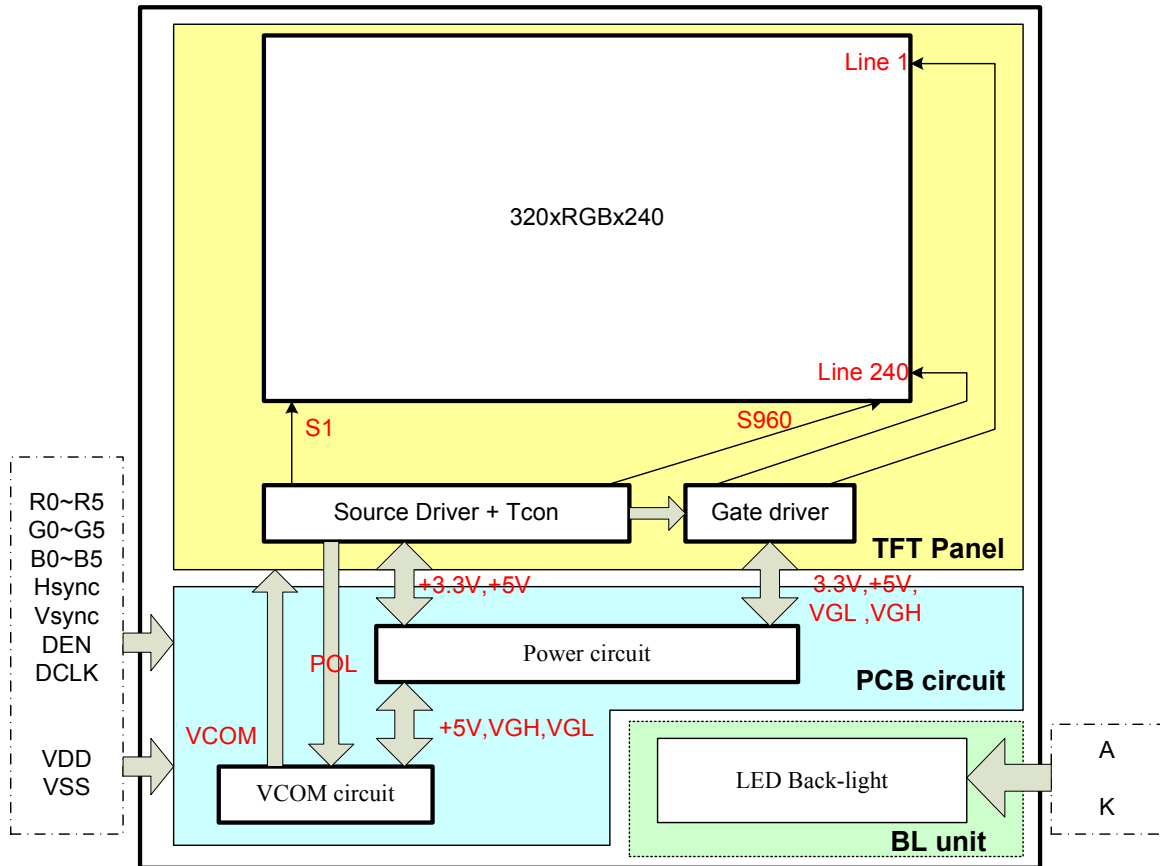 Line 1
320xRGBx240
Line 240
S1
S960
Source Driver + Tcon
Gate driver
TFT Panel
R0~R5
G0~G5
B0~B5
Hsync
Vsync
DEN
DCLK
VDD
VSS
+3.3V,+5V
3.3V,+5V,
VGL ,VGH
POL
Power circuit
PCB circuit
VCOM
+5V,VGH,VGL
VCOM circuit
LED Back-light
BL unit
A
K